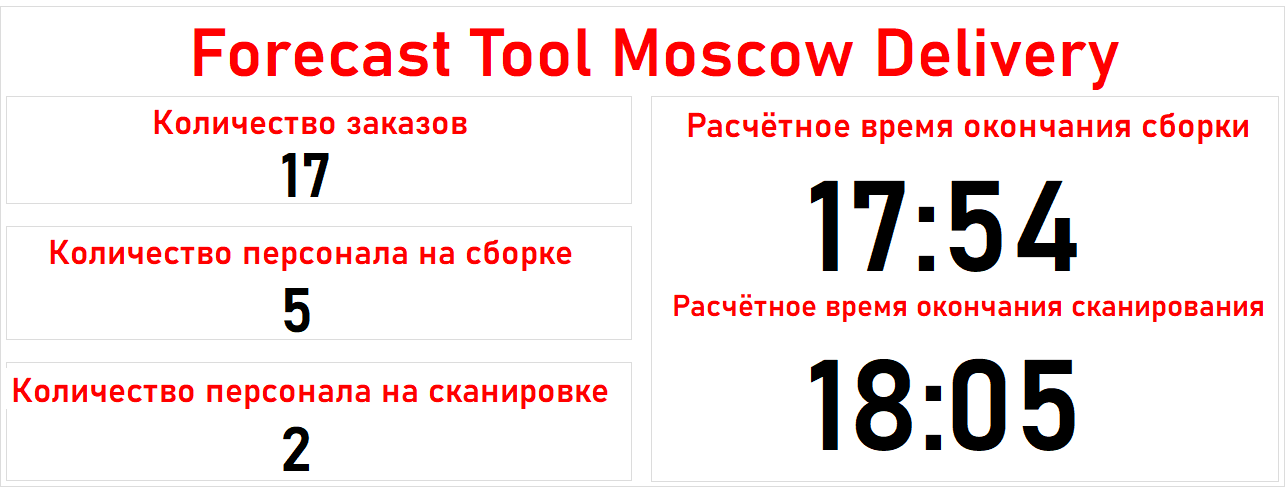 Forecast Tool Moscow Delivery
Количество заказов
17
Количество персонала на сборке
5
Количество персонала на сканировке
2
Расчётное время окончания сборки
17:54
Расчётное время окончания сканирования
18:05